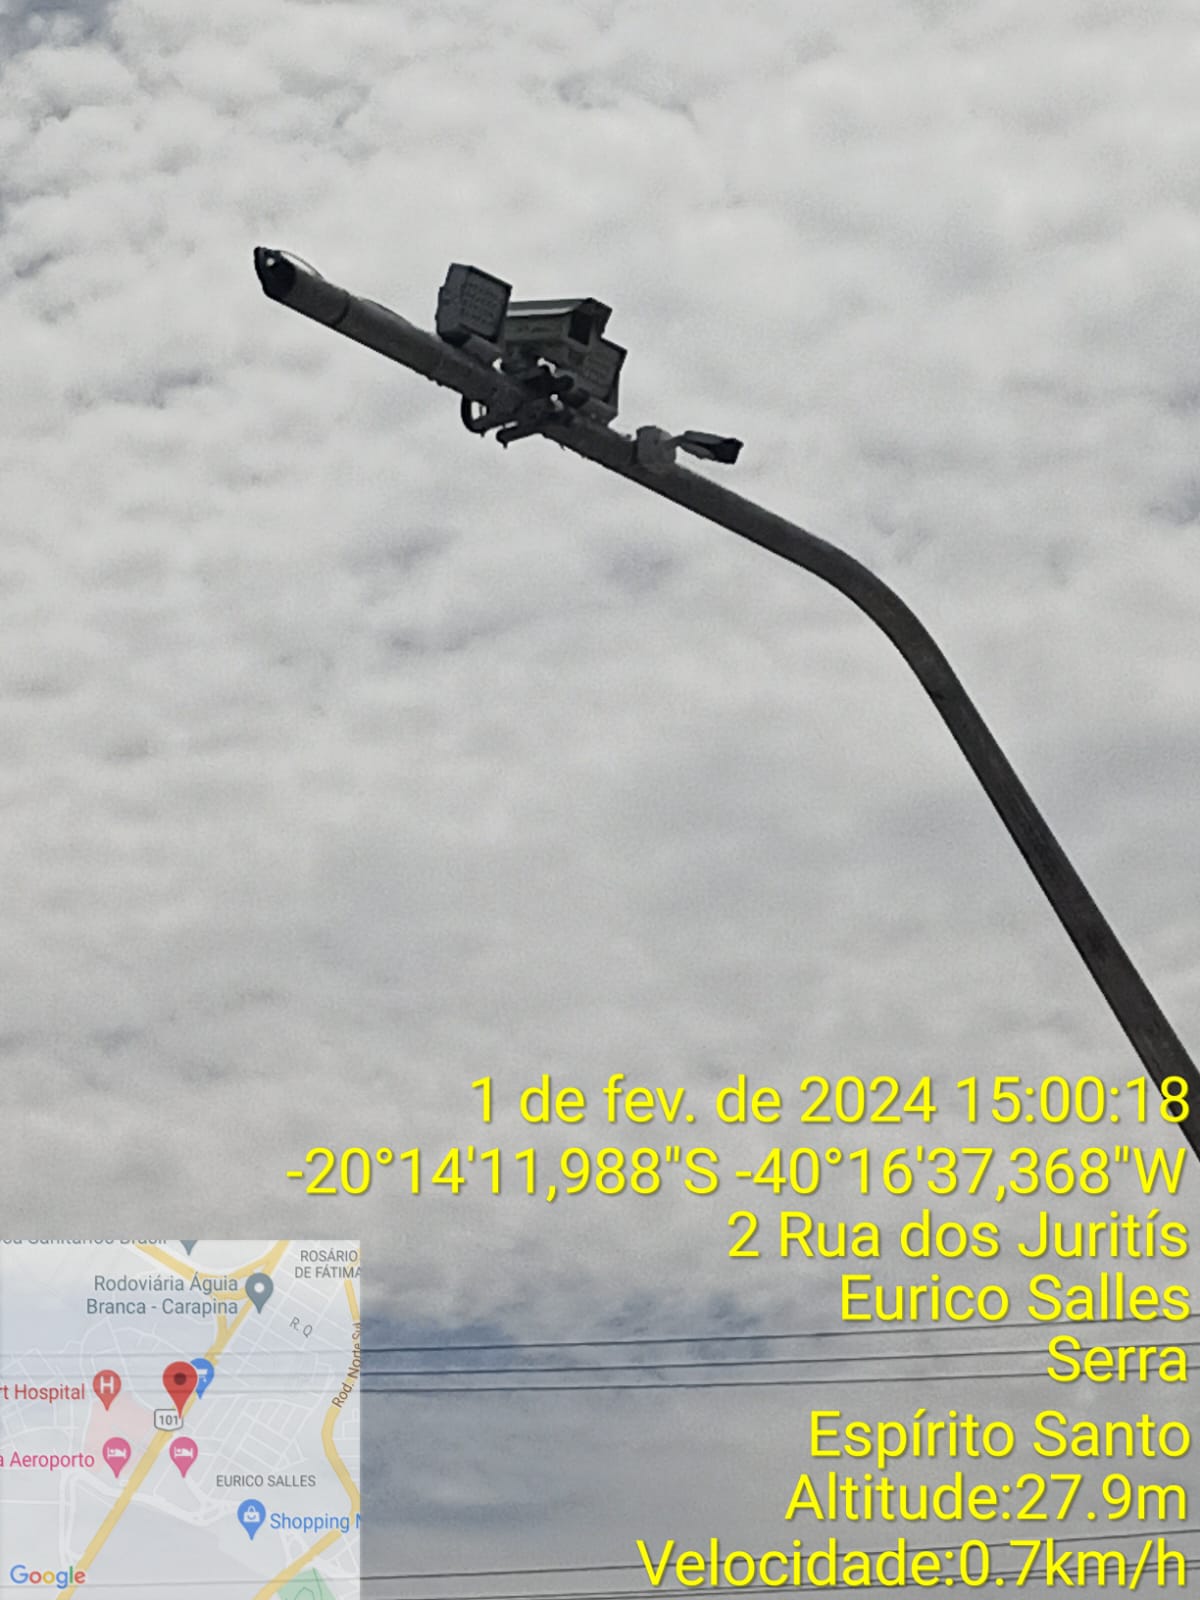 1 de fev. de 2024 15:00:18
-20°14'11,988"S -40°16'37,368"W
2 Rua dos Juritís
Eurico Salles
Serra
Espírito Santo
Altitude:27.9m
Velocidade:0.7km/h
ROSÁRIO
DE FÁTIMA
Rodoviária Águia
Branca - Carapina
R. Q
Rod. Norte Sul
rt Hospital
101
a Aeroporto
EURICO SALLES
Shopping
Google